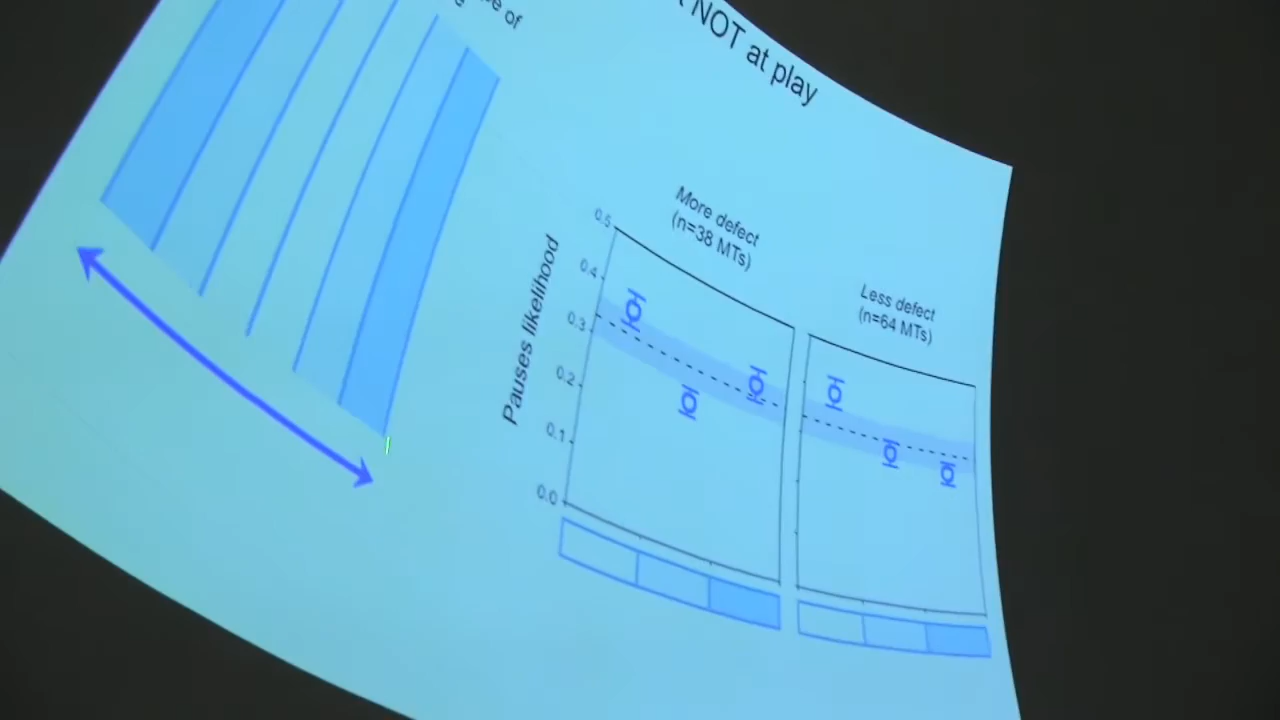 of
NOT at play
More defect
(n=38 MTs)
Less defect
(n=64 MTs)
Pauses likelihood
0.5
0.4
0.3
0.2
0.1
0.0